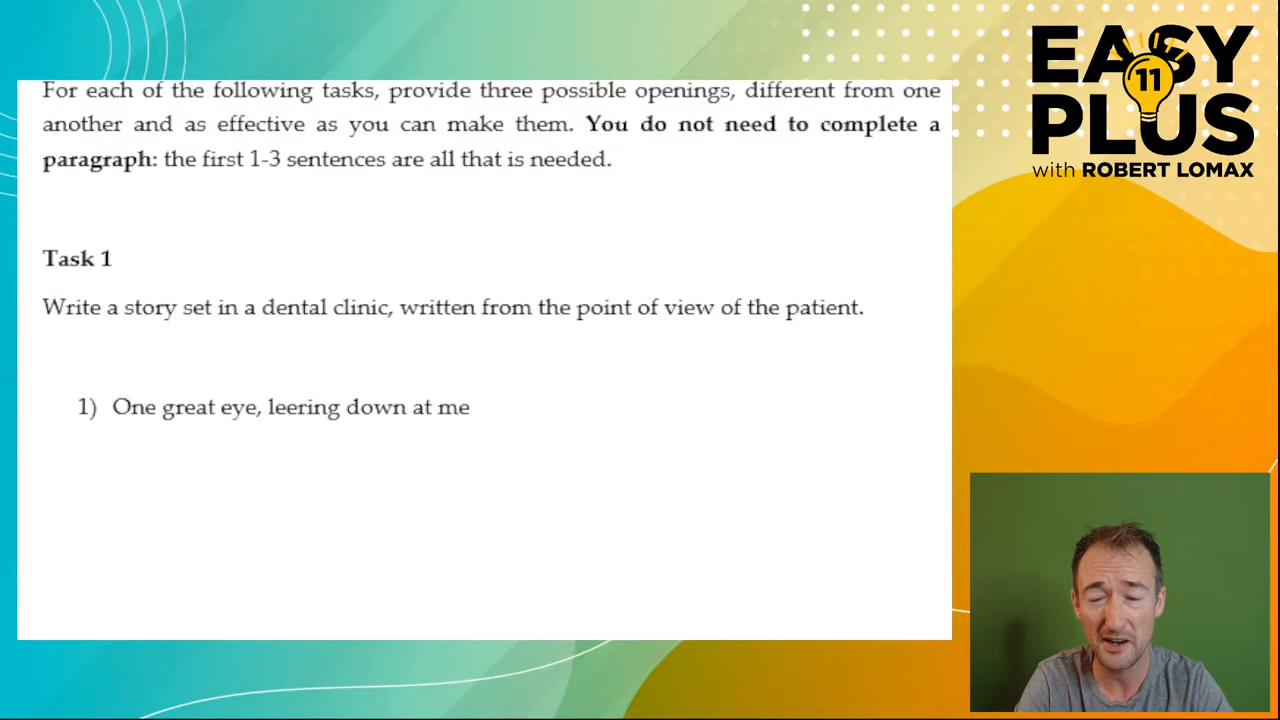 For each of the following tasks, provide three possible openings, different from one
another and as effective as you can make them. You do not need to complete a
paragraph: the first 1-3 sentences are all that is needed.
Task 1
Write a story set in a dental clinic, written from the point of view of the patient.
1) One great eye, leering down at me
EASY
11
PLUS
with ROBERT LOMAX